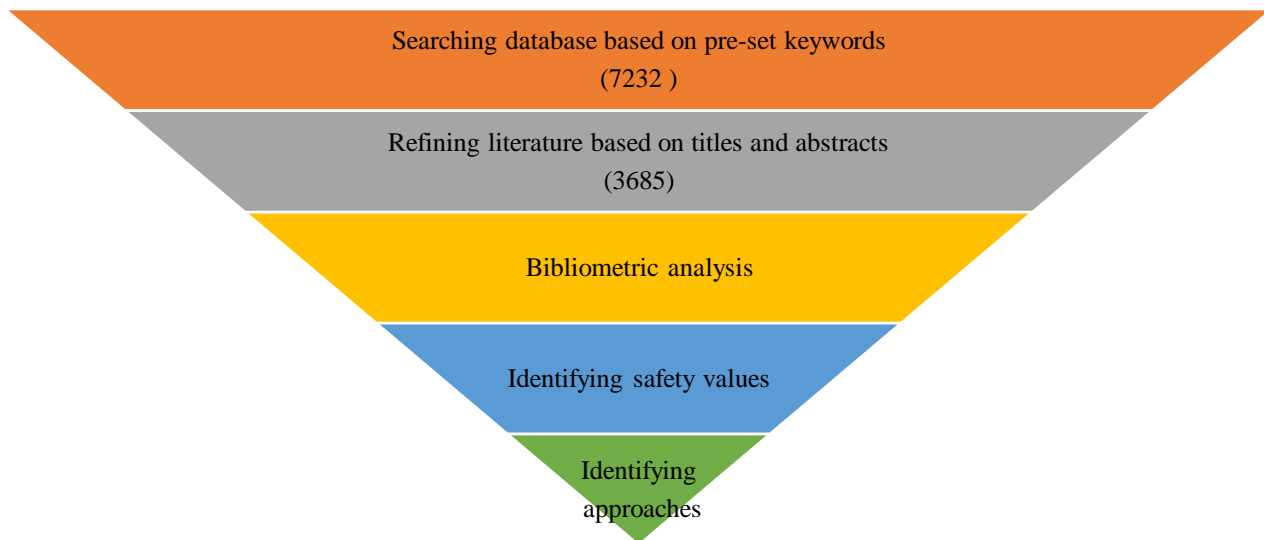 Searching database based on pre-set keywords
(7232 )
Refining literature based on titles and abstracts
(3685)
Bibliometric analysis
Identifying safety values
Identifying
approaches